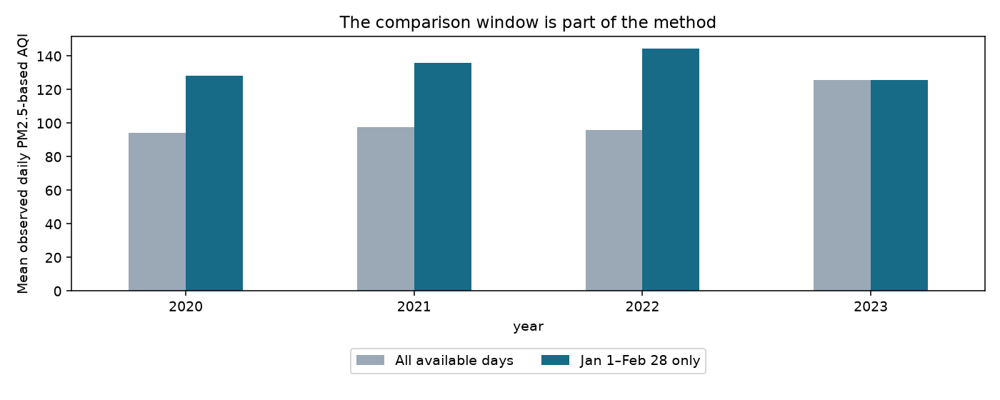 The comparison window is part of the method
Mean observed daily PM2.5-based AQI
140
120
100
80
60
40
20
0
2020 2021 2022 2023
year
All available days Jan 1–Feb 28 only